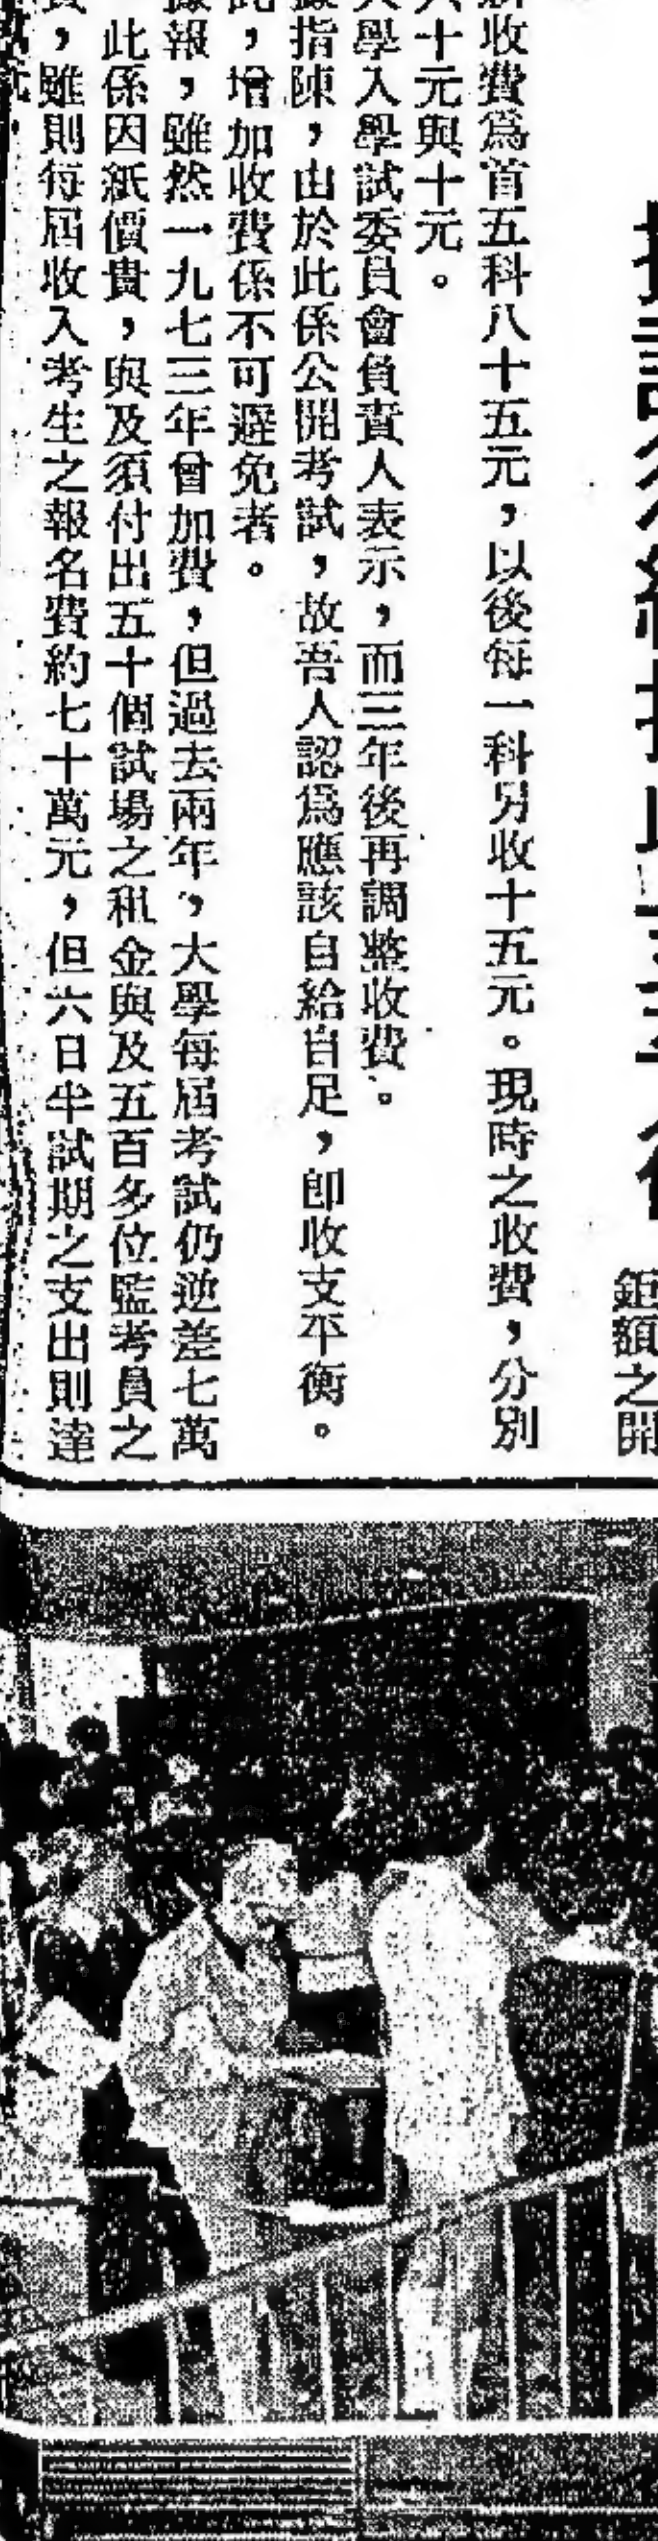 鉅額之開
收費爲首五科八十五元，以後每一科另收十五元。現時之收費，分別
十元與十元。
學入學試委員會負責人表示，而三年後再調整收費。
指陳，由於此係公開考試，故吾人認爲應該自給自足，即收支平衡。
，增加收費係不可避免者。
報，雖然一九七三年曾加費，但過去兩年，大學每屆考試仍逆差七萬
此係因紙價貴，與及須付出五十個試場之租金與及五百多位監考員之
，雖則每屆收入考生之報名費約七十萬元，但六日半試期之支出則達